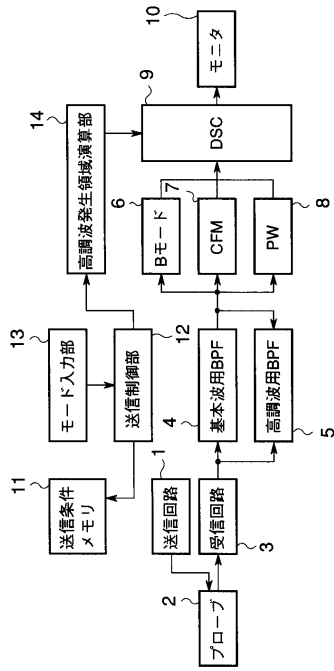 11
送信条件
メモリ
13
モード入力部
12
送信制御部
14
高調波発生領域演算部
10
モニタ
9
DSC
6
Bモード
7
CFM
8
PW
4
基本波用BPF
5
高調波用BPF
1
送信回路
3
受信回路
2
プローブ